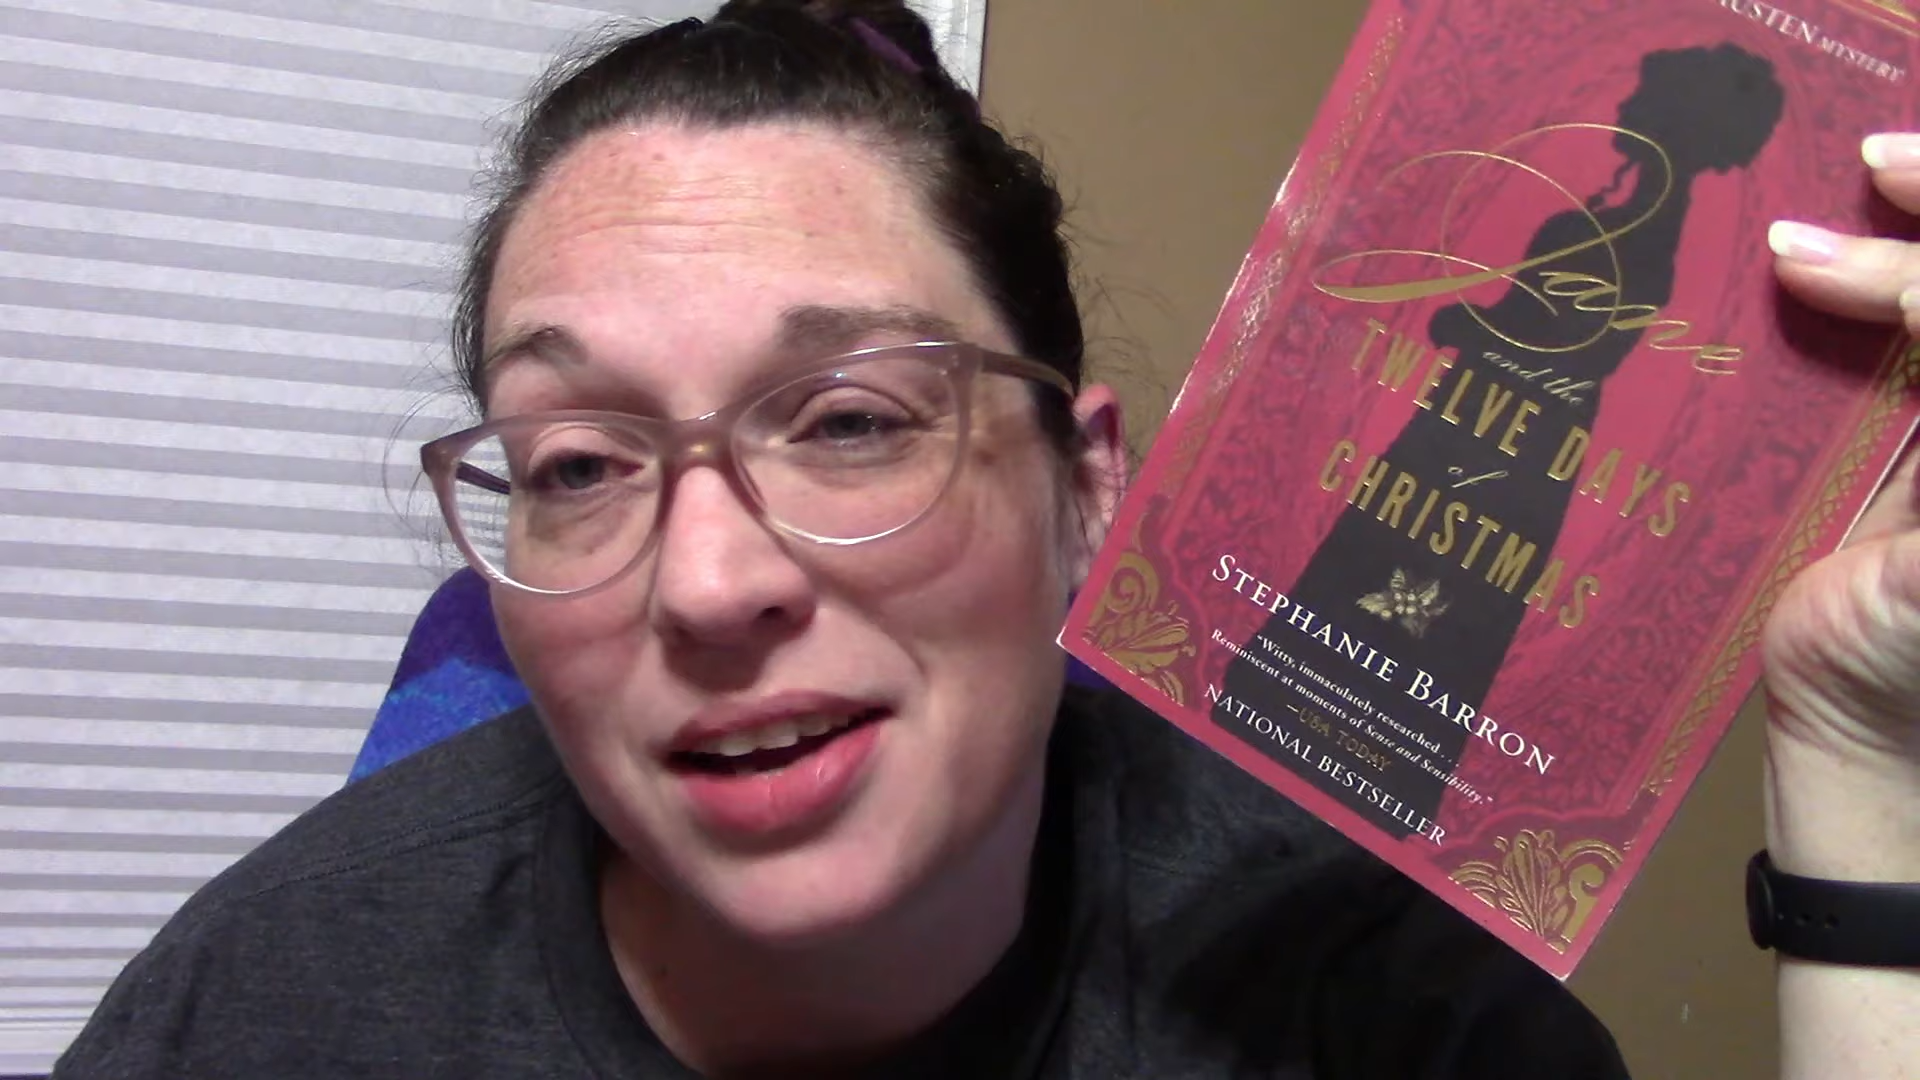 AUSTEN MYSTERY
Jane
and the
TWELVE DAYS
of
CHRISTMAS
STEPHANIE BARRON
"Witty, immaculately researched . . .
Reminiscent at moments of Sense and Sensibility."
—USA TODAY
NATIONAL BESTSELLER